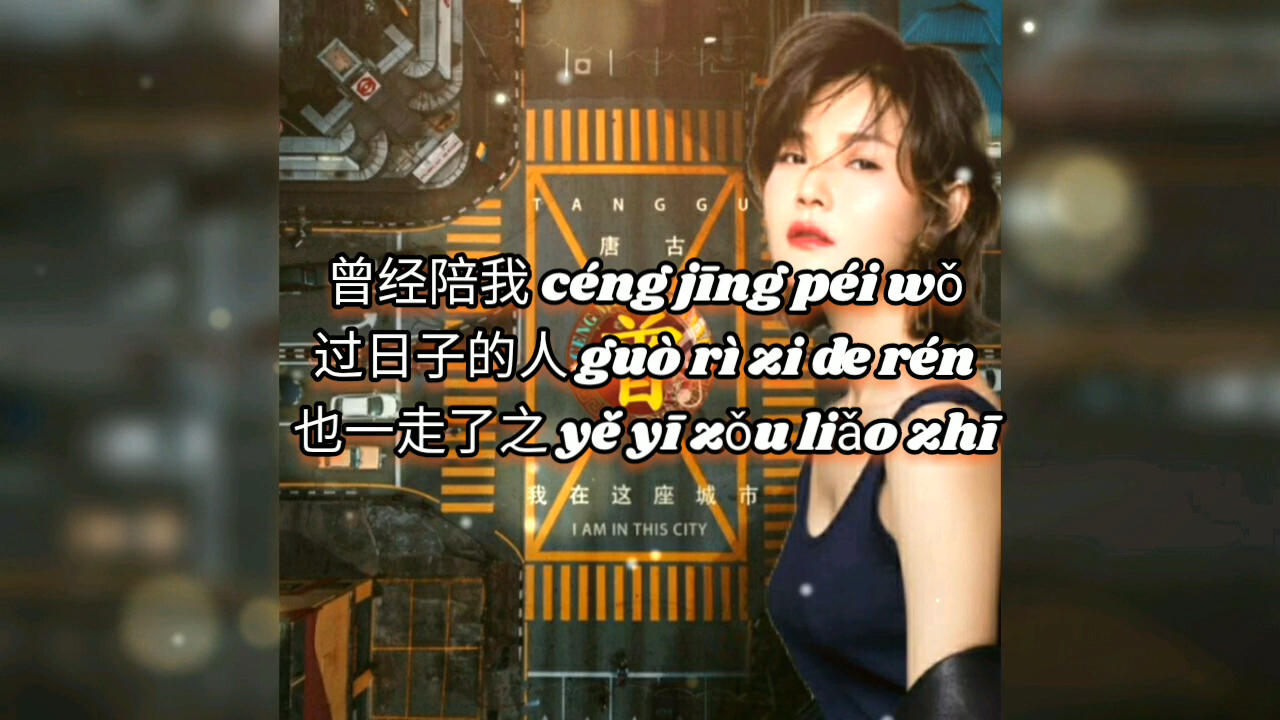 TANGGU
唐古
曾经陪我 céng jīng péi wǒ
过日子的人 guò rì zi de rén
也一走了之 yě yī zǒu liǎo zhī
我在这座城市
I AM IN THIS CITY